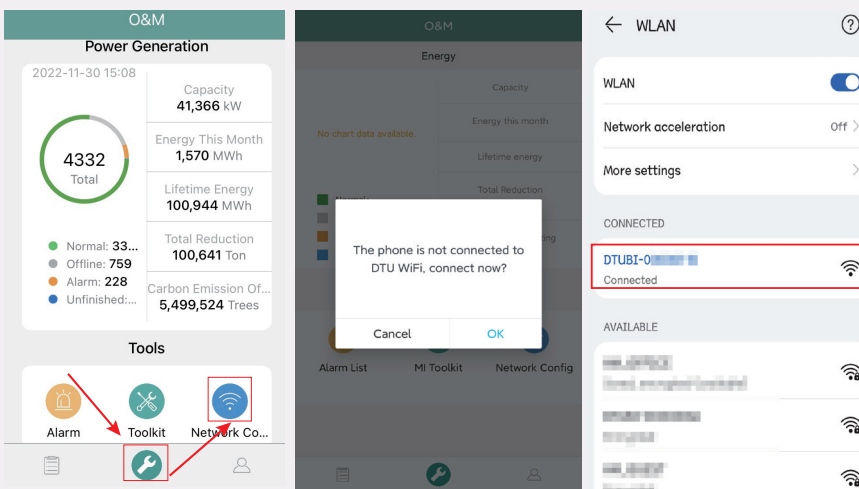 O&M
Power Generation
2022-11-30 15:08
4332
Total
Normal: 33...
Offline: 759
Alarm: 228
Unfinished:...
Capacity
41,366 kW
Energy This Month
1,570 MWh
Lifetime Energy
100,944 MWh
Total Reduction
100,641 Ton
Carbon Emission Of...
5,499,524 Trees
Tools
Alarm
Toolkit
Network Co...
O&M
Energy
No chart data available.
Capacity
Energy this month
Lifetime energy
Total Reduction
The phone is not connected to
DTU WiFi, connect now?
Cancel
OK
Alarm List
MI Toolkit
Network Config
WLAN
WLAN
Network acceleration
Off
More settings
CONNECTED
DTUBI-0
Connected
AVAILABLE